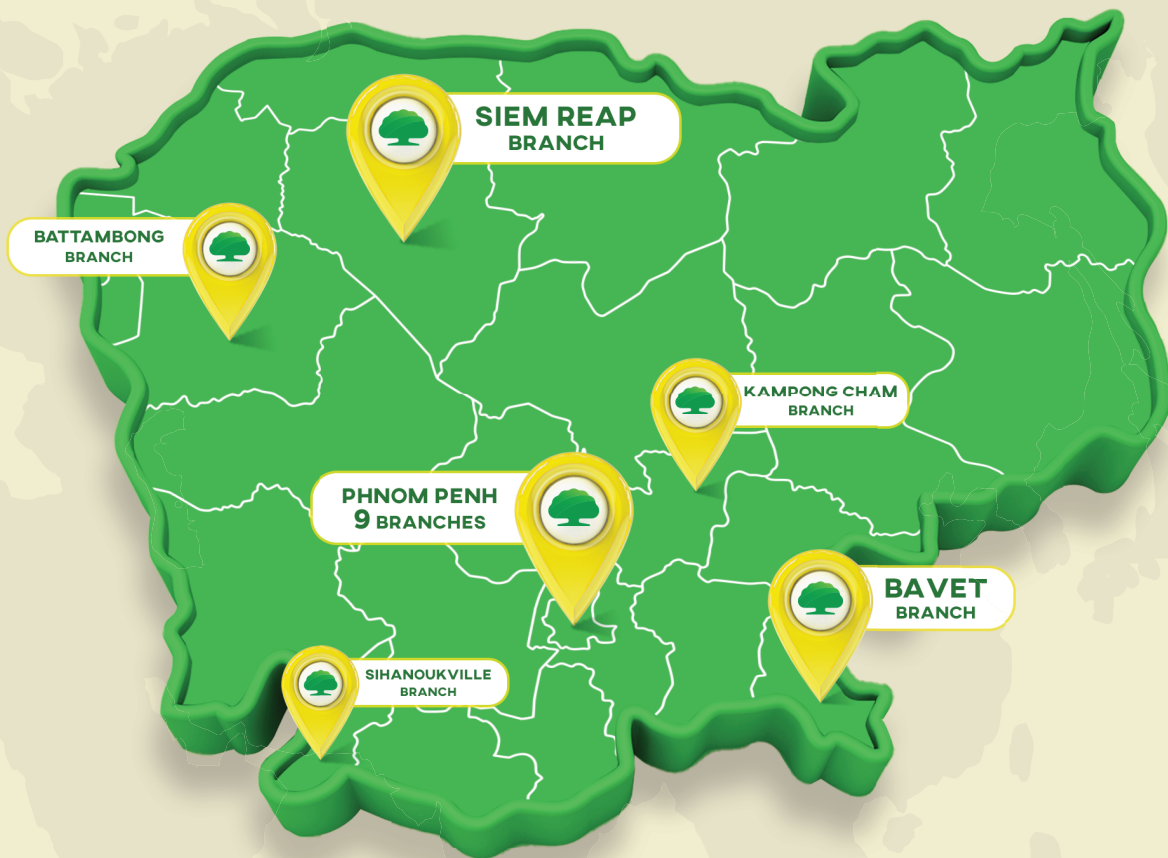 SIEM REAP
BRANCH
BATTAMBONG
BRANCH
KAMPONG CHAM
BRANCH
PHNOM PENH
9 BRANCHES
BAVET
BRANCH
SIHANOUKVILLE
BRANCH